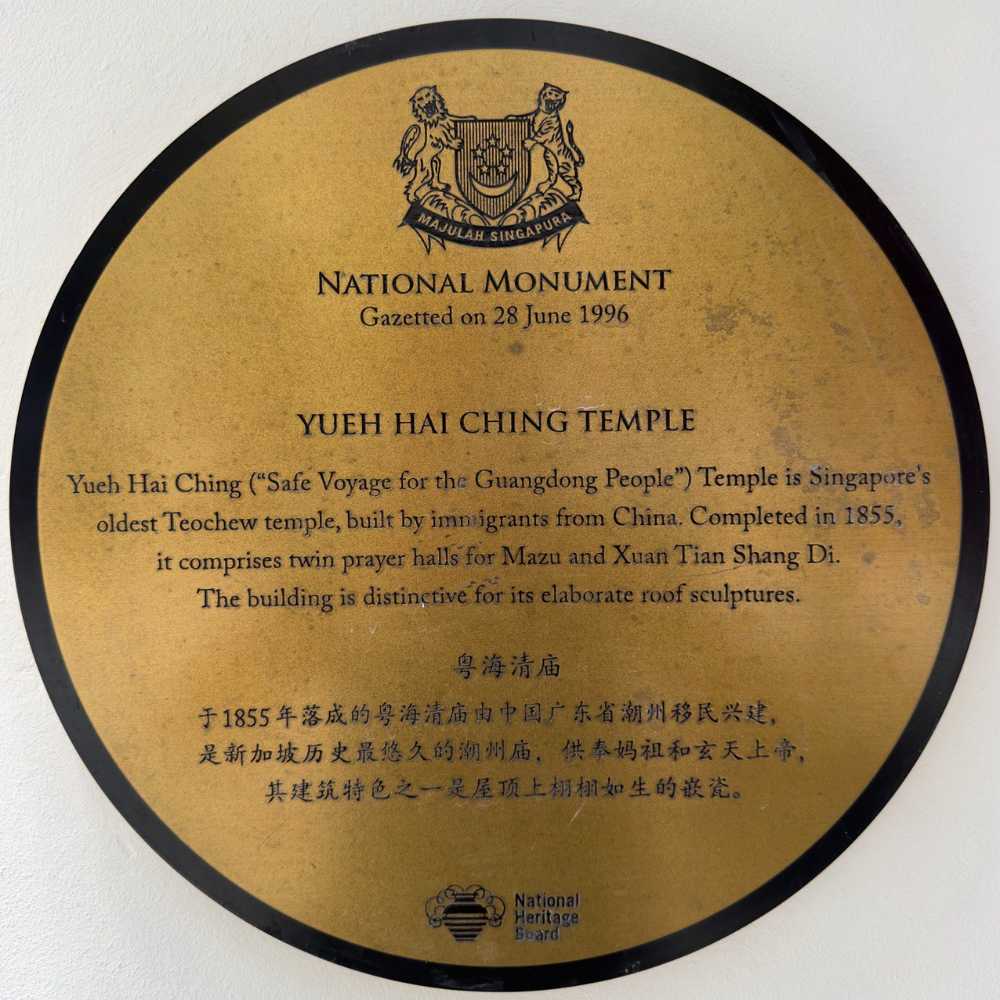 MAJULAH SINGAPURA
NATIONAL MONUMENT
Gazetted on 28 June 1996
YUEH HAI CHING TEMPLE
Yueh Hai Ching (“Safe Voyage for the Guangdong People”) Temple is Singapore's
oldest Teochew temple, built by immigrants from China. Completed in 1855,
it comprises twin prayer halls for Mazu and Xuan Tian Shang Di.
The building is distinctive for its elaborate roof sculptures.
粤海清庙
于1855年落成的粤海清庙由中国广东省潮州移民兴建，
是新加坡历史最悠久的潮州庙，供奉妈祖和玄天上帝，
其建筑特色之一是屋顶上栩栩如生的嵌瓷。
National
Heritage
Board